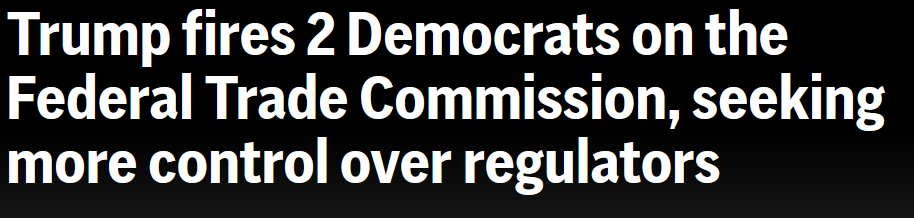 Trump fires 2 Democrats on the
Federal Trade Commission, seeking
more control over regulators